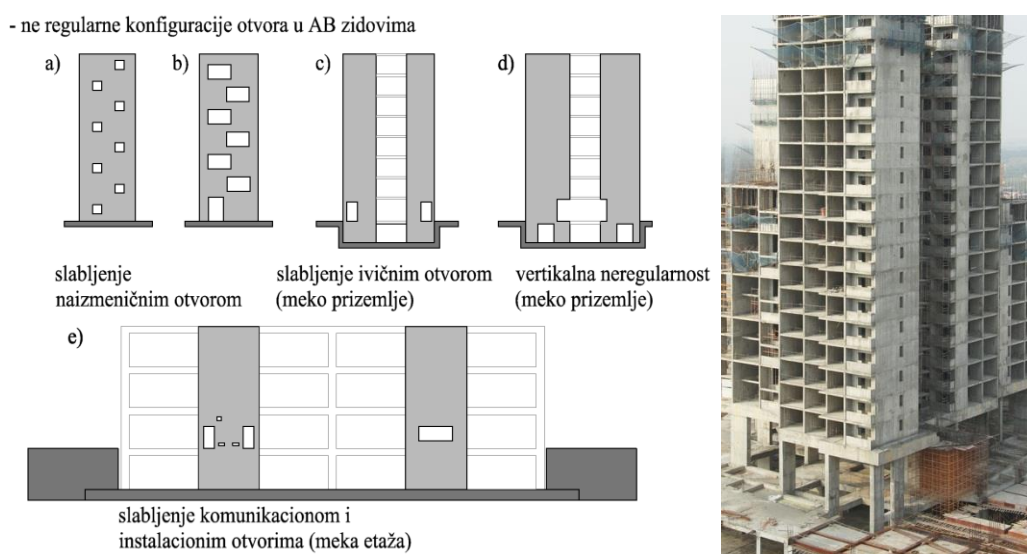 - ne regularne konfiguracije otvora u AB zidovima
a)
b)
c)
d)
slabljenje
naizmeničnim otvorom
slabljenje ivičnim otvorom
(meko prizemlje)
vertikalna neregularnost
(meko prizemlje)
e)
slabljenje komunikacionom i
instalacionim otvorima (meka etaža)